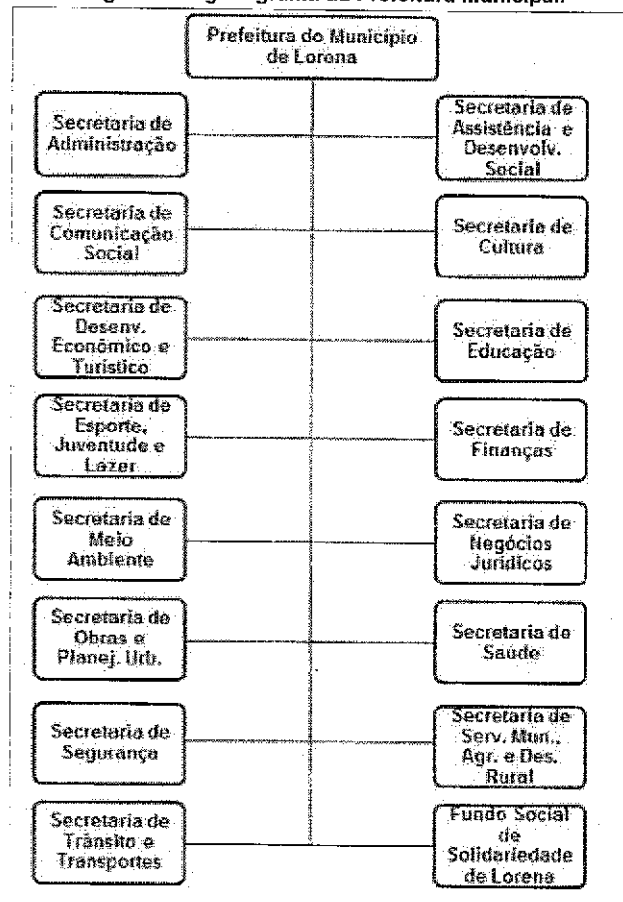 Prefeitura do Município
de Lorena
Secretaria de
Administração
Secretaria de
Assistência e
Desenvolv.
Social
Secretaria de
Comunicação
Social
Secretaria de
Cultura
Secretaria de
Desenv.
Econômico e
Turístico
Secretaria de
Educação
Secretaria de
Esporte,
Juventude e
Lazer
Secretaria de
Finanças
Secretaria de
Meio
Ambiente
Secretaria de
Negócios
Jurídicos
Secretaria de
Obras e
Planej. Urb.
Secretaria de
Saúde
Secretaria de
Segurança
Secretaria de
Serv. Mun.,
Agr. e Des.
Rural
Secretaria de
Trânsito e
Transportes
Fundo Social
de
Solidariedade
de Lorena